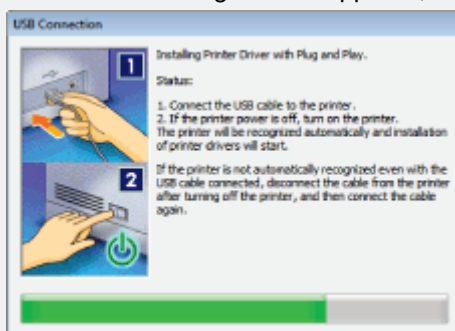 USB Connection
1
Installing Printer Driver with Plug and Play.
Status:
1. Connect the USB cable to the printer.
2. If the printer power is off, turn on the printer.
The printer will be recognized automatically and installation
of printer drivers will start.
2
If the printer is not automatically recognized even with the
USB cable connected, disconnect the cable from the printer
after turning off the printer, and then connect the cable
again.